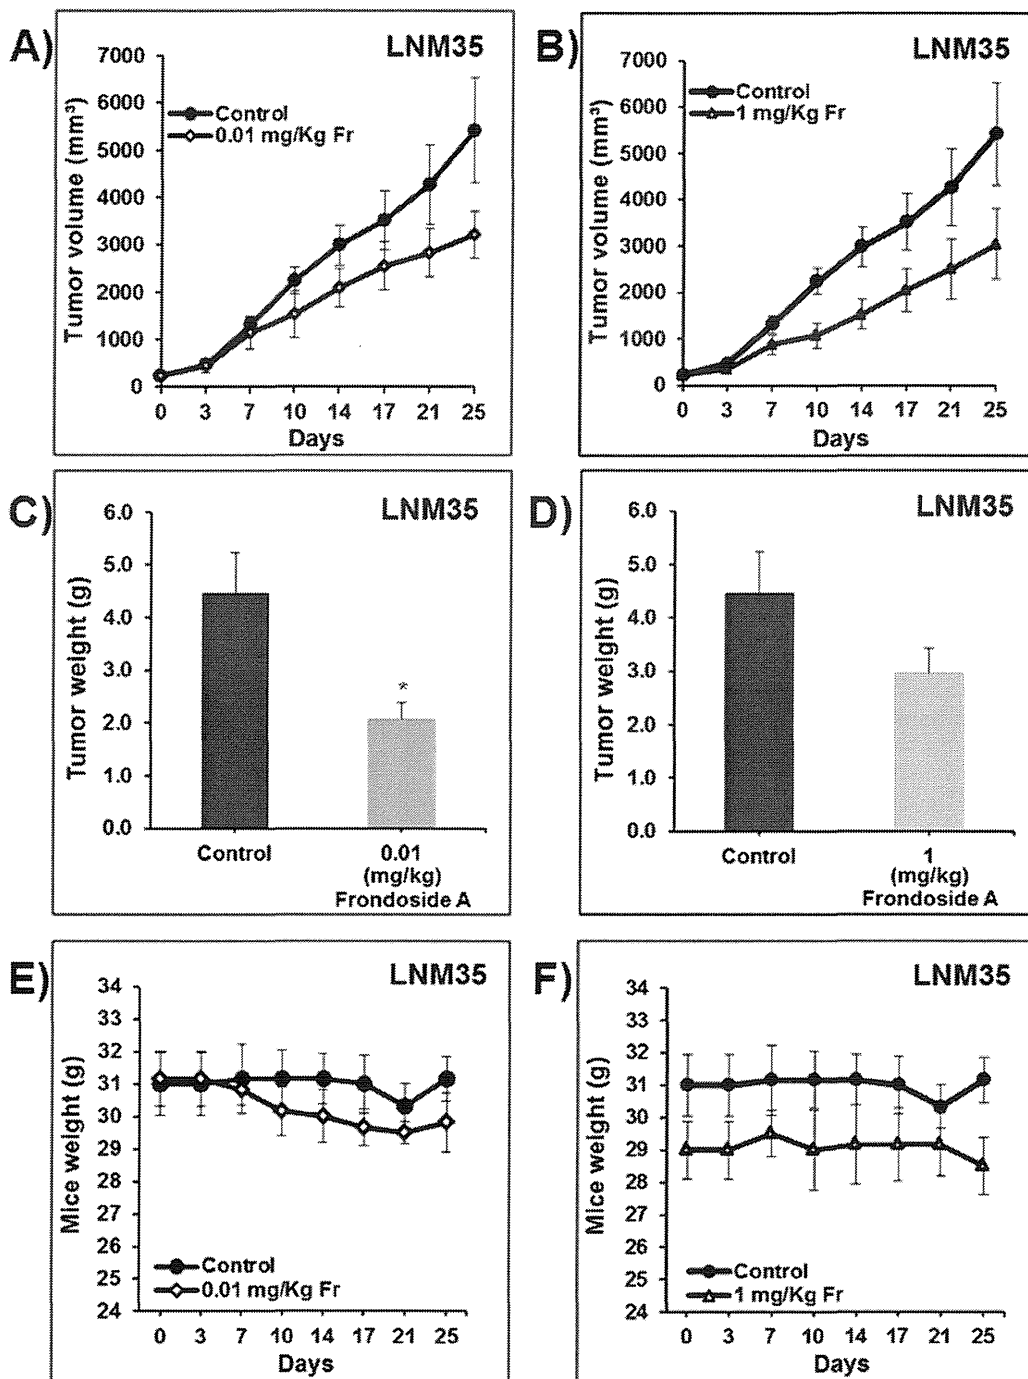 A)
LNM35
Tumor volume (mm³)
7000
6000
5000
4000
3000
2000
1000
0
Control
0.01 mg/Kg Fr
0 3 7 10 14 17 21 25
Days
B)
LNM35
Tumor volume (mm³)
7000
6000
5000
4000
3000
2000
1000
0
Control
1 mg/Kg Fr
0 3 7 10 14 17 21 25
Days
C)
LNM35
Tumor weight (g)
6.0
5.0
4.0
3.0
2.0
1.0
0.0
*
Control
0.01
(mg/kg)
Frondoside A
D)
LNM35
Tumor weight (g)
6.0
5.0
4.0
3.0
2.0
1.0
0.0
Control
1
(mg/kg)
Frondoside A
E)
LNM35
Mice weight (g)
34
33
32
31
30
29
28
27
26
25
24
Control
0.01 mg/Kg Fr
0 3 7 10 14 17 21 25
Days
F)
LNM35
Mice weight (g)
34
33
32
31
30
29
28
27
26
25
24
Control
1 mg/Kg Fr
0 3 7 10 14 17 21 25
Days